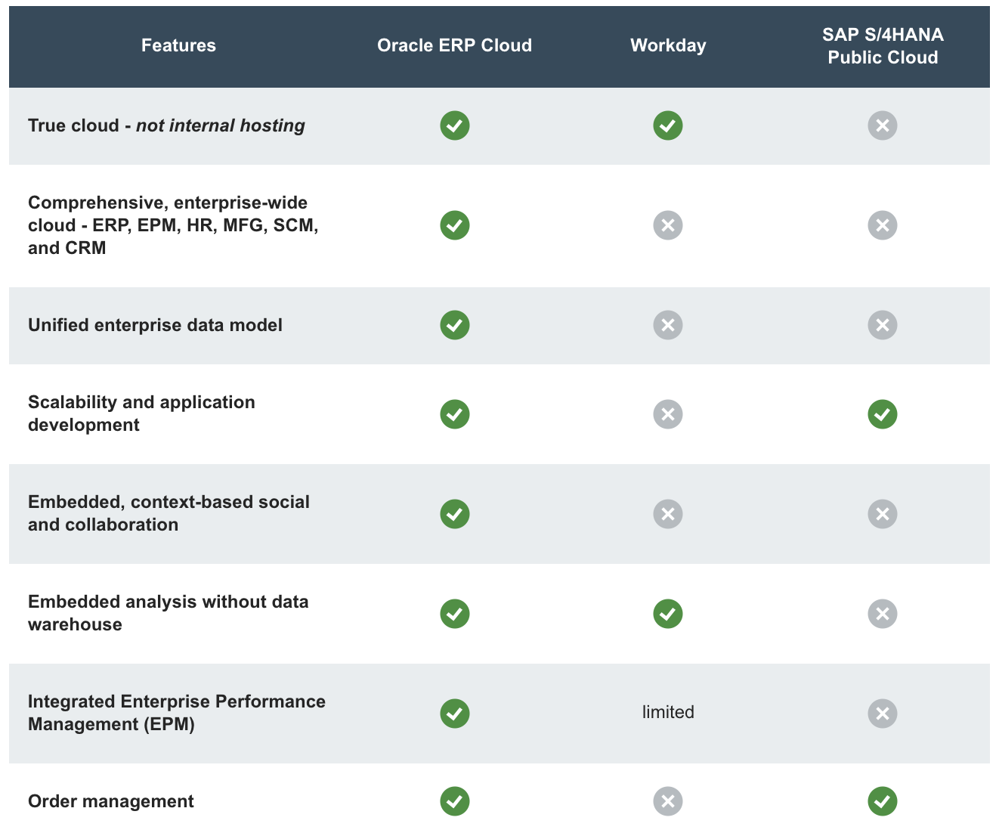 Features
Oracle ERP Cloud
Workday
SAP S/4HANA
Public Cloud
True cloud - not internal hosting
Comprehensive, enterprise-wide
cloud - ERP, EPM, HR, MFG, SCM,
and CRM
Unified enterprise data model
Scalability and application
development
Embedded, context-based social
and collaboration
Embedded analysis without data
warehouse
Integrated Enterprise Performance
Management (EPM)
limited
Order management